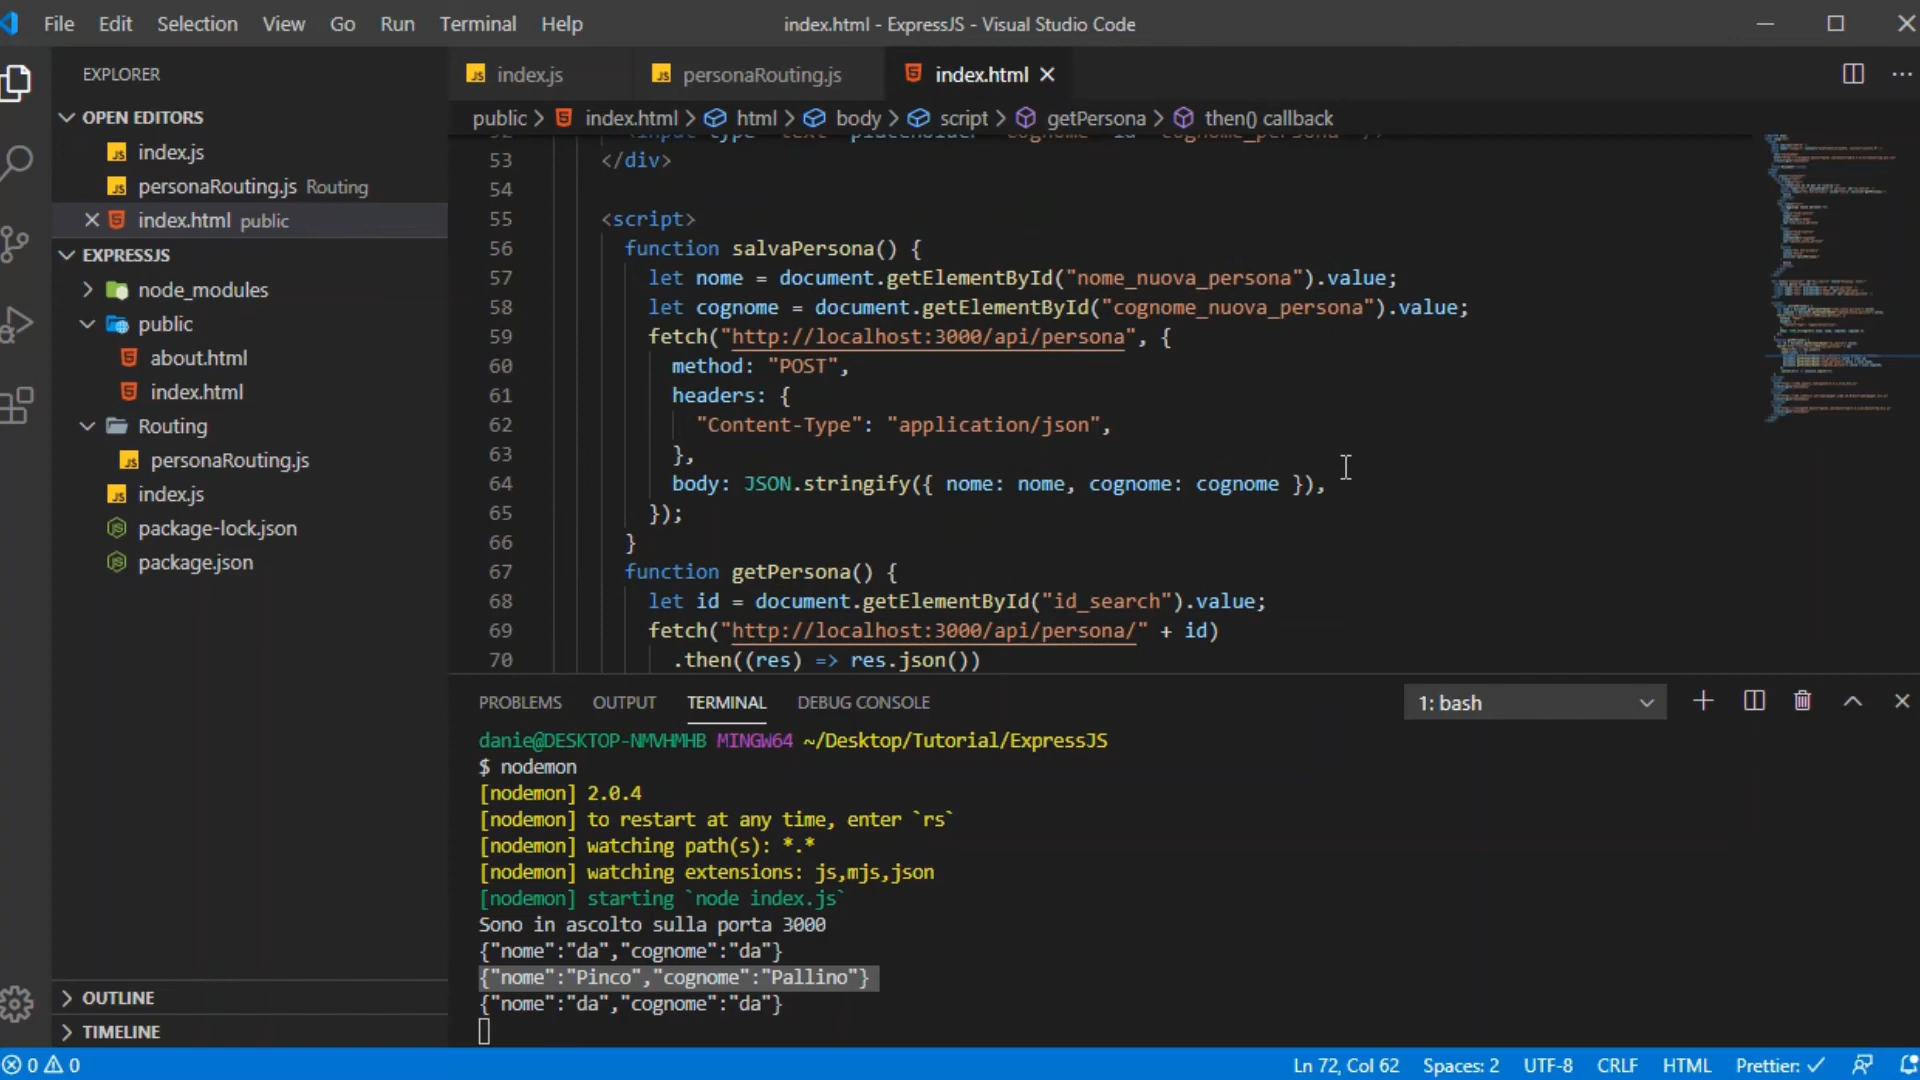 File Edit Selection View Go Run Terminal Help index.html - ExpressJS - Visual Studio Code
EXPLORER
OPEN EDITORS
index.js
personaRouting.js Routing
index.html public
EXPRESSJS
node_modules
public
about.html
index.html
Routing
personaRouting.js
index.js
package-lock.json
package.json
OUTLINE
TIMELINE
index.js personaRouting.js index.html
public > index.html > html > body > script > getPersona > then() callback
53 </div>
54
55 <script>
56 function salvaPersona() {
57 let nome = document.getElementById("nome_nuova_persona").value;
58 let cognome = document.getElementById("cognome_nuova_persona").value;
59 fetch("http://localhost:3000/api/persona", {
60 method: "POST",
61 headers: {
62 "Content-Type": "application/json",
63 },
64 body: JSON.stringify({ nome: nome, cognome: cognome }),
65 });
66 }
67 function getPersona() {
68 let id = document.getElementById("id_search").value;
69 fetch("http://localhost:3000/api/persona/" + id)
70 .then((res) => res.json())
PROBLEMS OUTPUT TERMINAL DEBUG CONSOLE 1: bash
danie@DESKTOP-NMVHMHB MINGW64 ~/Desktop/Tutorial/ExpressJS
$ nodemon
[nodemon] 2.0.4
[nodemon] to restart at any time, enter `rs`
[nodemon] watching path(s): *.*
[nodemon] watching extensions: js,mjs,json
[nodemon] starting `node index.js`
Sono in ascolto sulla porta 3000
{"nome":"da","cognome":"da"}
{"nome":"Pinco","cognome":"Pallino"}
{"nome":"da","cognome":"da"}
0 0 Ln 72, Col 62 Spaces: 2 UTF-8 CRLF HTML Prettier: ✓